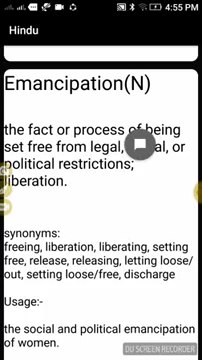 4:55 PM
Hindu
Emancipation(N)
the fact or process of being
set free from legal, or
political restrictions;
liberation.
synonyms:
freeing, liberation, liberating, setting
free, release, releasing, letting loose/
out, setting loose/free, discharge
Usage:-
the social and political emancipation
of women.
DU SCREEN RECORDER